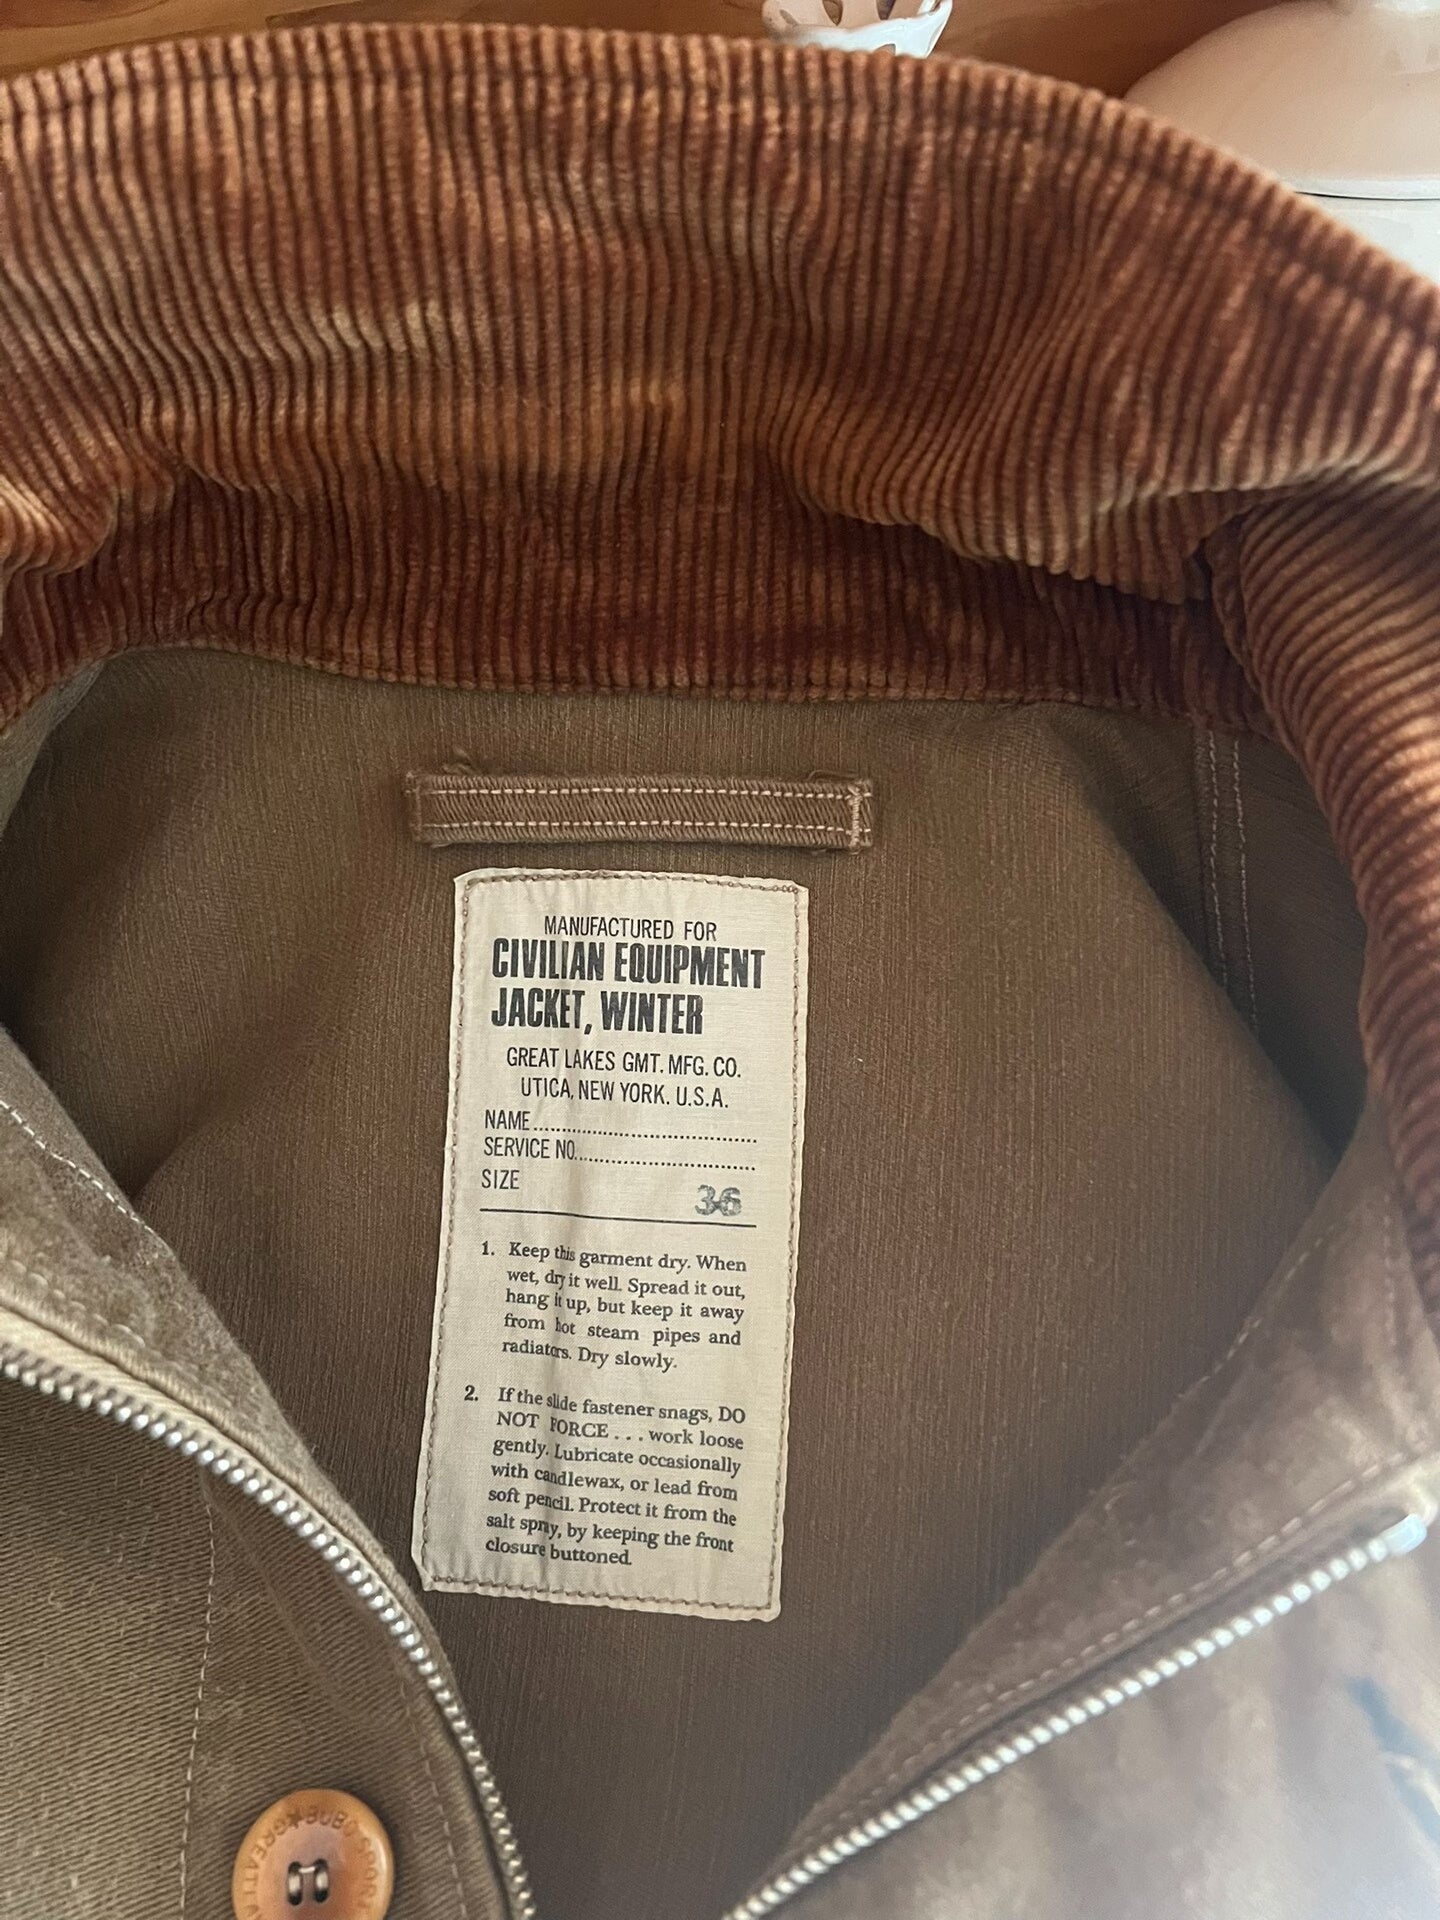 MANUFACTURED FOR
CIVILIAN EQUIPMENT
JACKET, WINTER
GREAT LAKES GMT. MFG. CO.
UTICA, NEW YORK. U.S.A.
NAME
SERVICE NO.
SIZE 36
1. Keep this garment dry. When
wet, dry it well. Spread it out,
hang it up, but keep it away
from hot steam pipes and
radiators. Dry slowly.
2. If the slide fastener snags, DO
NOT FORCE . . . work loose
gently. Lubricate occasionally
with candlewax, or lead from
soft pencil. Protect it from the
salt spray, by keeping the front
closure buttoned.